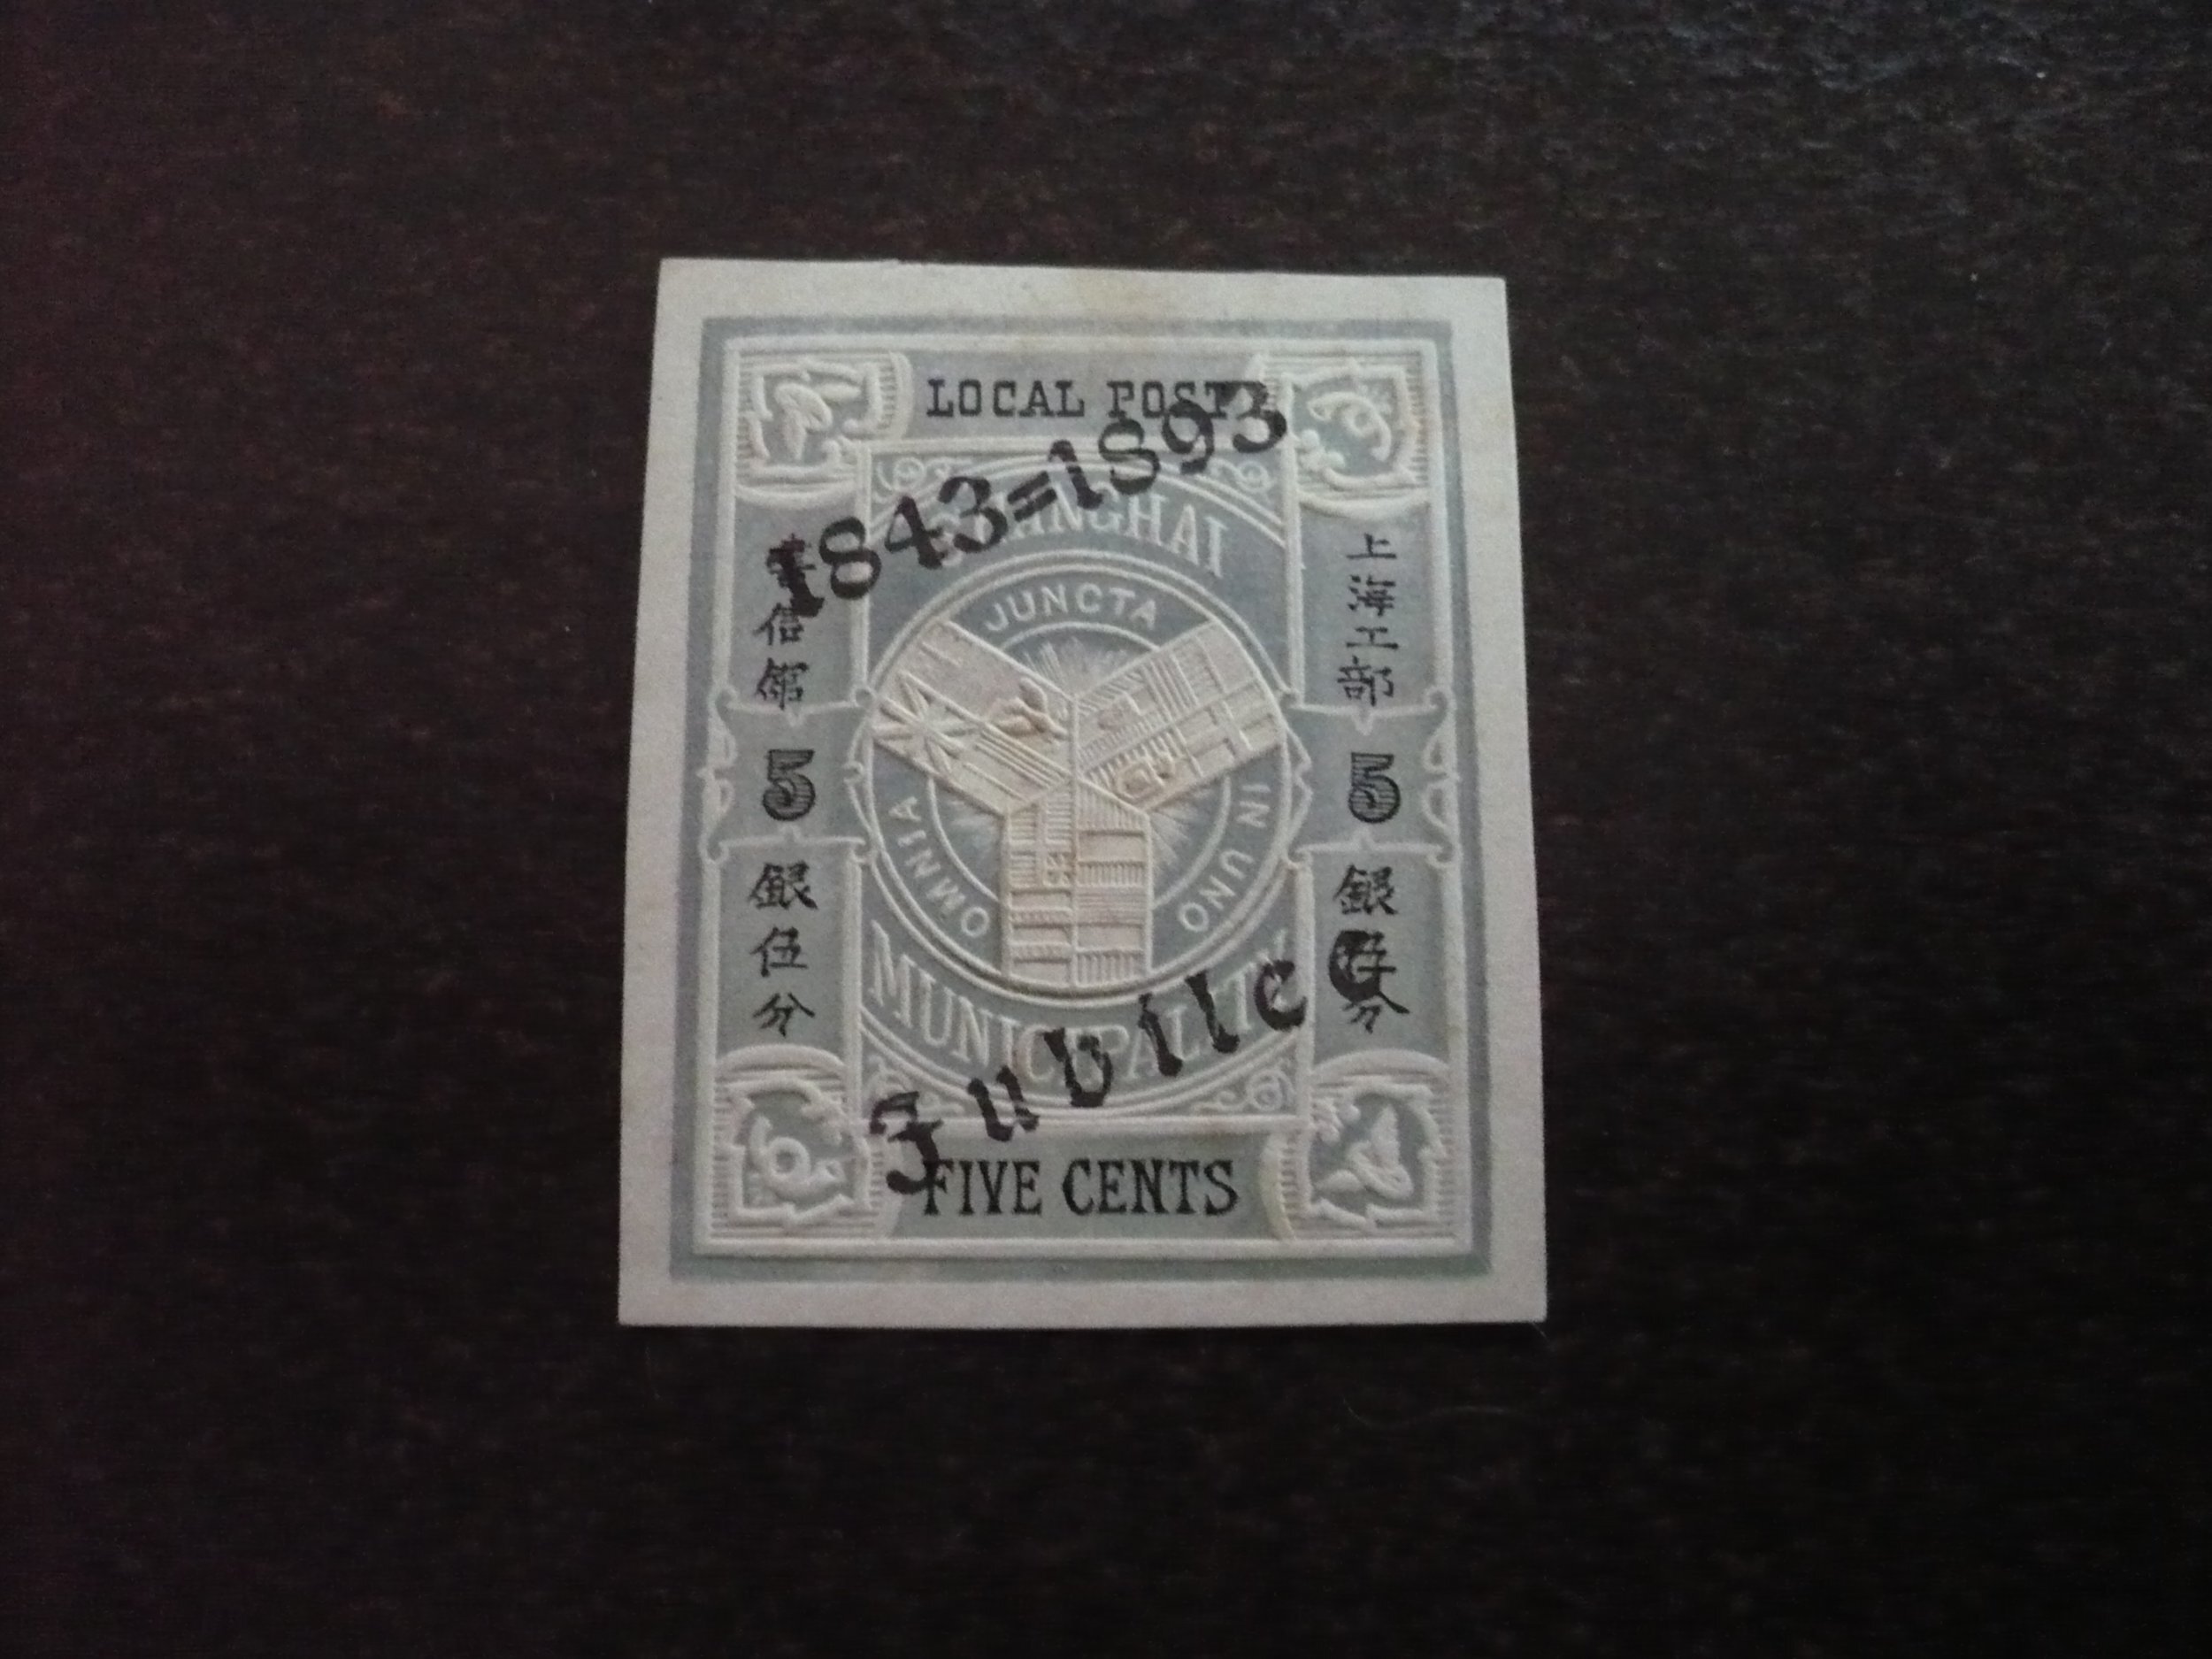 LOCAL POST
1843=1893
SHANGHAI
OMNIA JUNCTA IN UNO
MUNICIPALITY
Jubilee
FIVE CENTS
上海工部
書信館
5
5
銀伍分
銀伍分